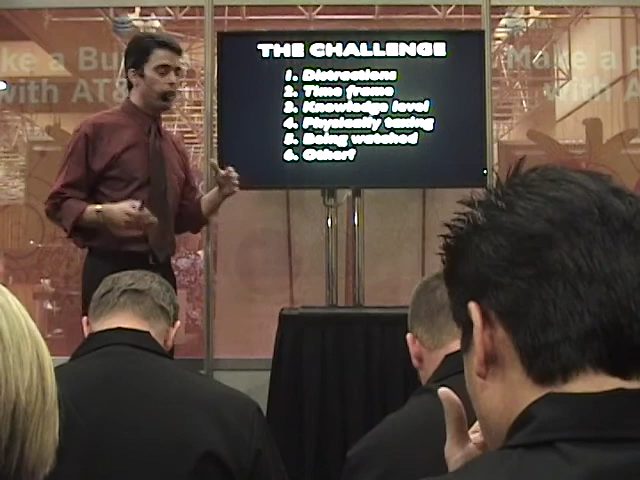 THE CHALLENGE
1. Distractions
2. Time frame
3. Knowledge level
4. Physically taxing
5. Being watched
6. Other?
ke a Bu
with AT&
Make a B
with A